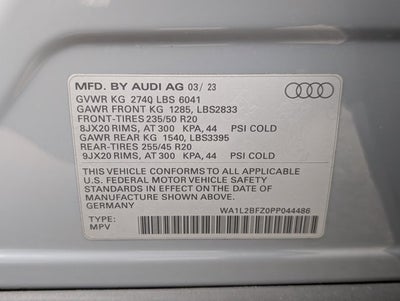 MFD. BY AUDI AG 03/23
GVWR KG 2740 LBS 6041
GAWR FRONT KG 1285, LBS2833
FRONT-TIRES 235/50 R20
8JX20 RIMS, AT 300 KPA, 44 PSI COLD
GAWR REAR KG 1540, LBS3395
REAR-TIRES 255/45 R20
9JX20 RIMS, AT 300 KPA, 44 PSI COLD
THIS VEHICLE CONFORMS TO ALL APPLICABLE
U.S. FEDERAL MOTOR VEHICLE SAFETY
STANDARDS IN EFFECT ON THE DATE OF
MANUFACTURE SHOWN ABOVE.
GERMANY
TYPE:
MPV
WA1L2BFZ0PP044486